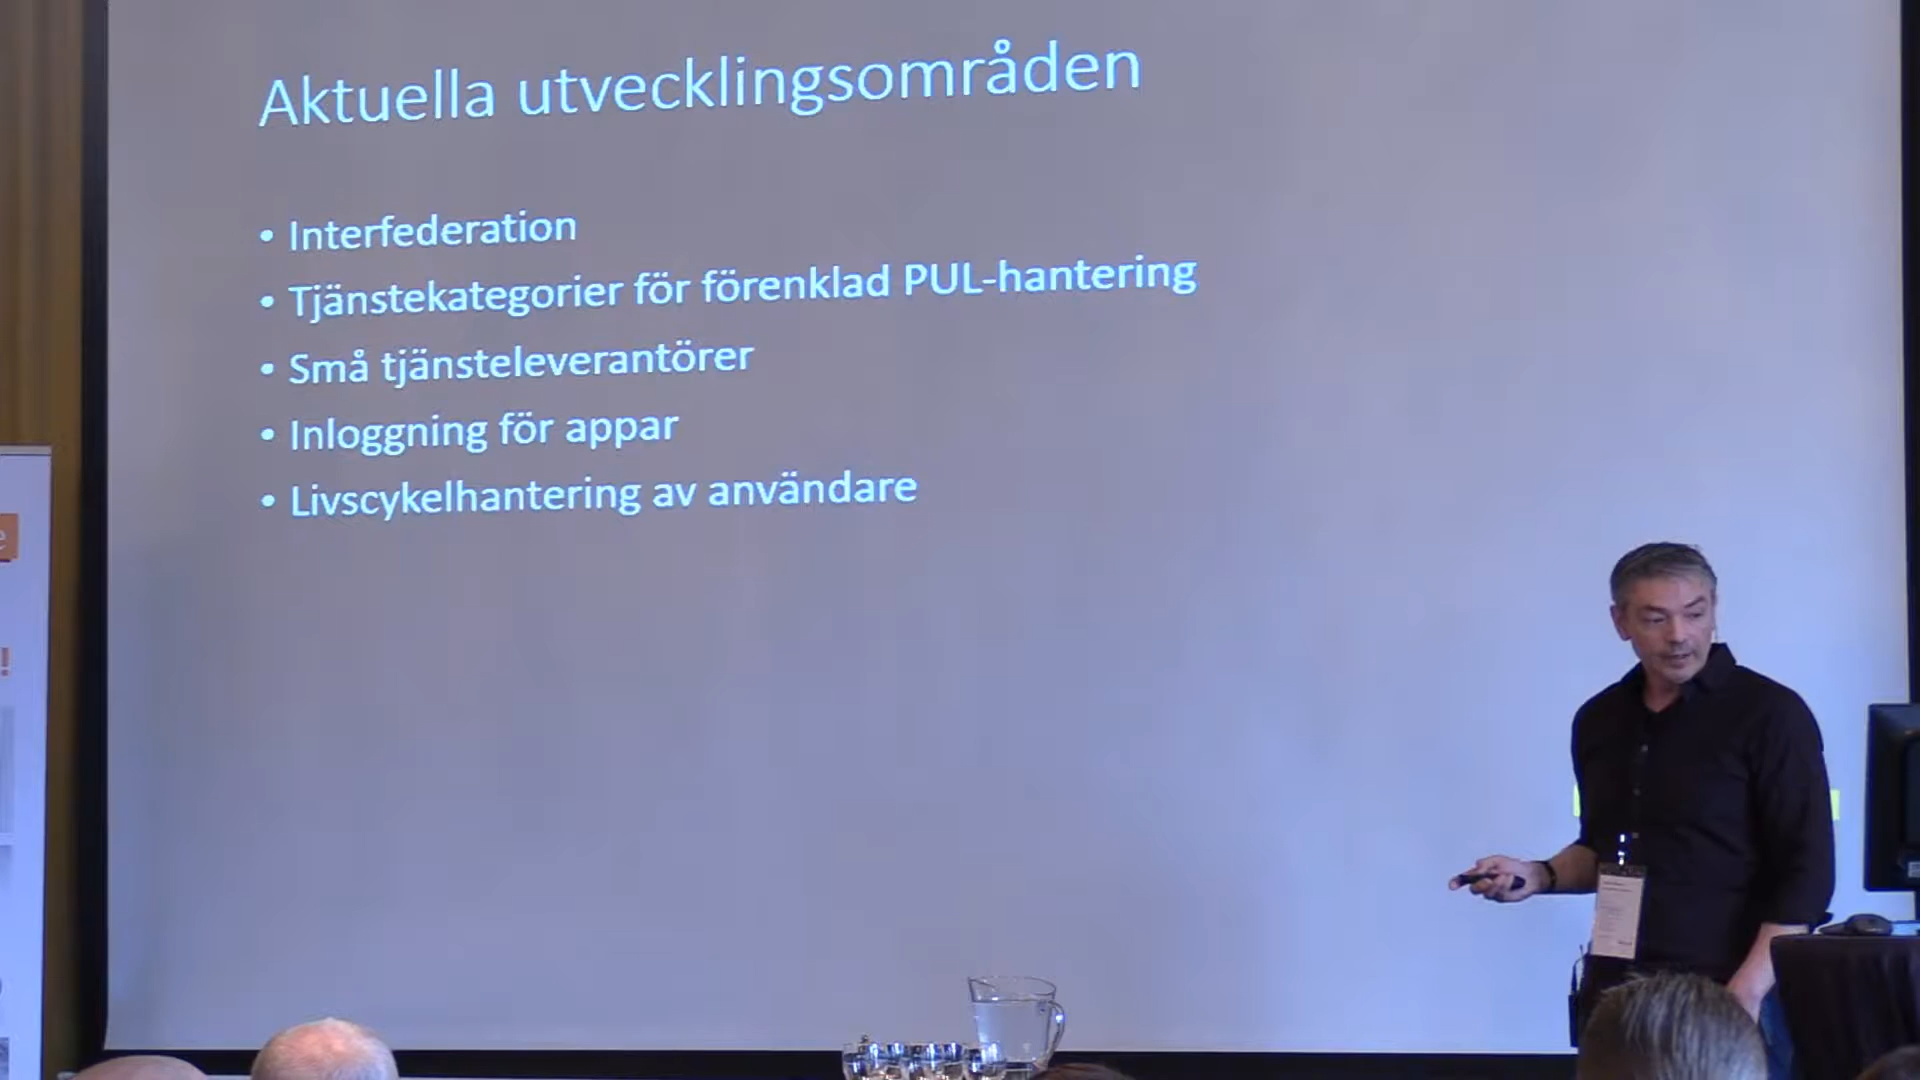 Aktuella utvecklingsområden
• Interfederation
• Tjänstekategorier för förenklad PUL-hantering
• Små tjänsteleverantörer
• Inloggning för appar
• Livscykelhantering av användare
e
!